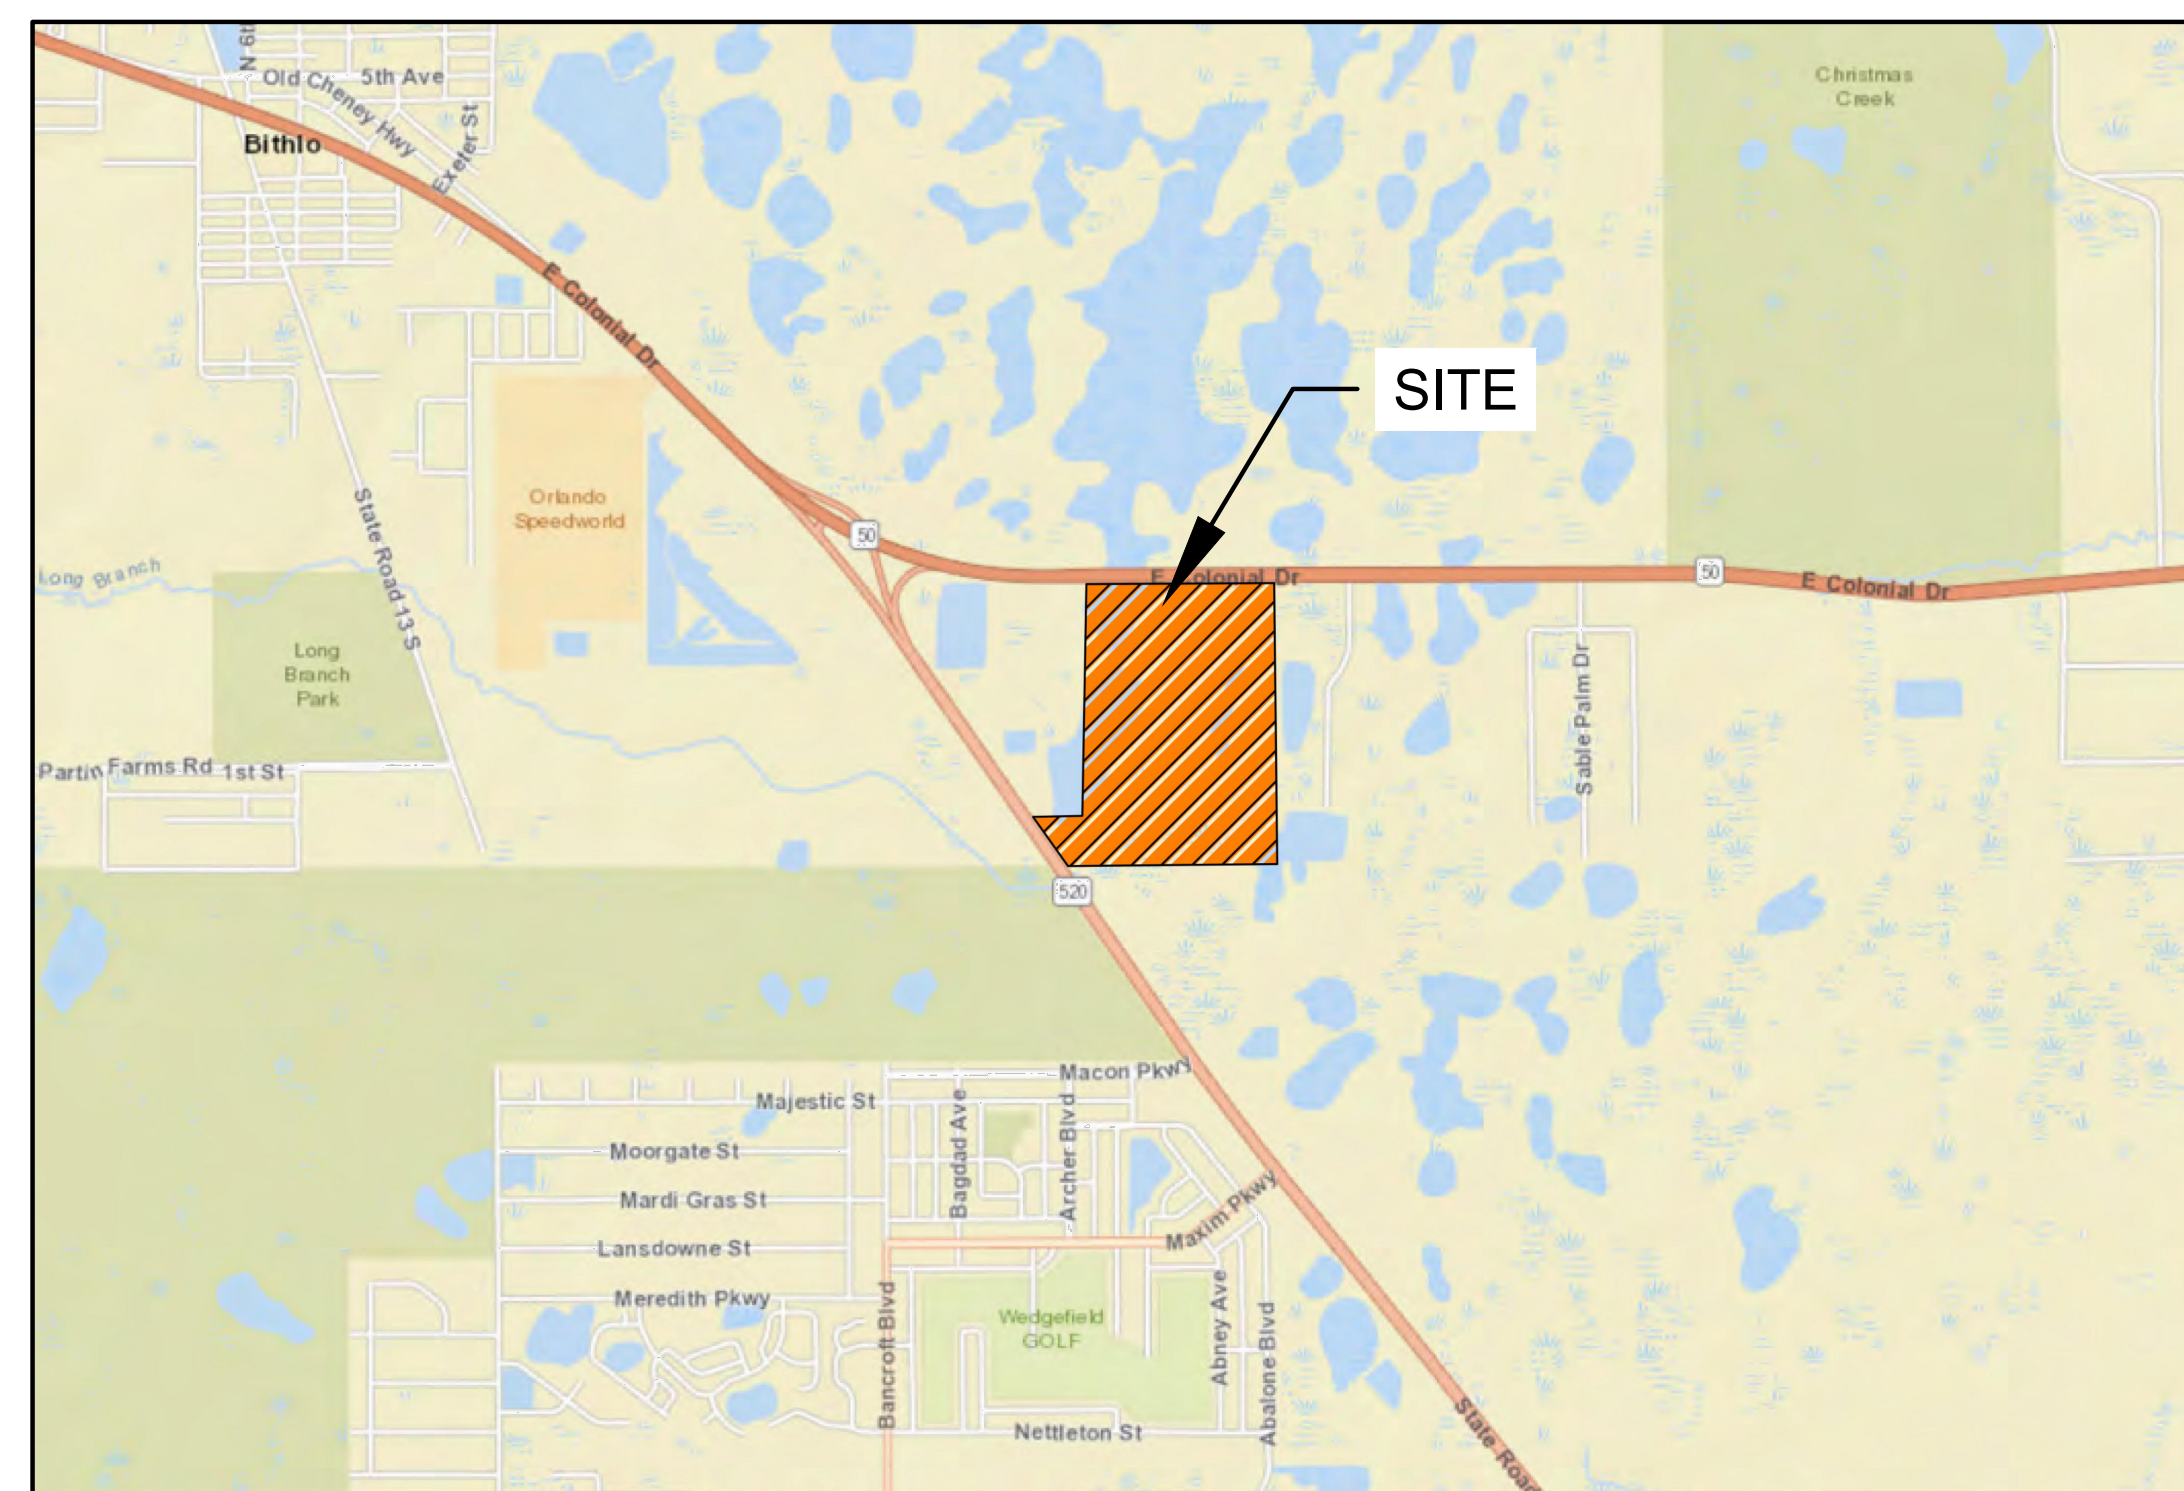 N 6t
Old Cheney Hwy
5th Ave
Exeter St
Bithlo
Christmas
Creek
E Colonial Dr
SITE
Orlando
Speedworld
State Road 13 S
50
Long Branch
E Colonial Dr
50
E Colonial Dr
Long
Branch
Park
Sable Palm Dr
Partin Farms Rd
1st St
520
Macon Pkwy
Majestic St
Bagdad Ave
Archer Blvd
Moorgate St
Mardi Gras St
Maxim Pkwy
Lansdowne St
Meredith Pkwy
Bancroft Blvd
Wedgefield
GOLF
Abney Ave
Abalone Blvd
Nettleton St
State Road